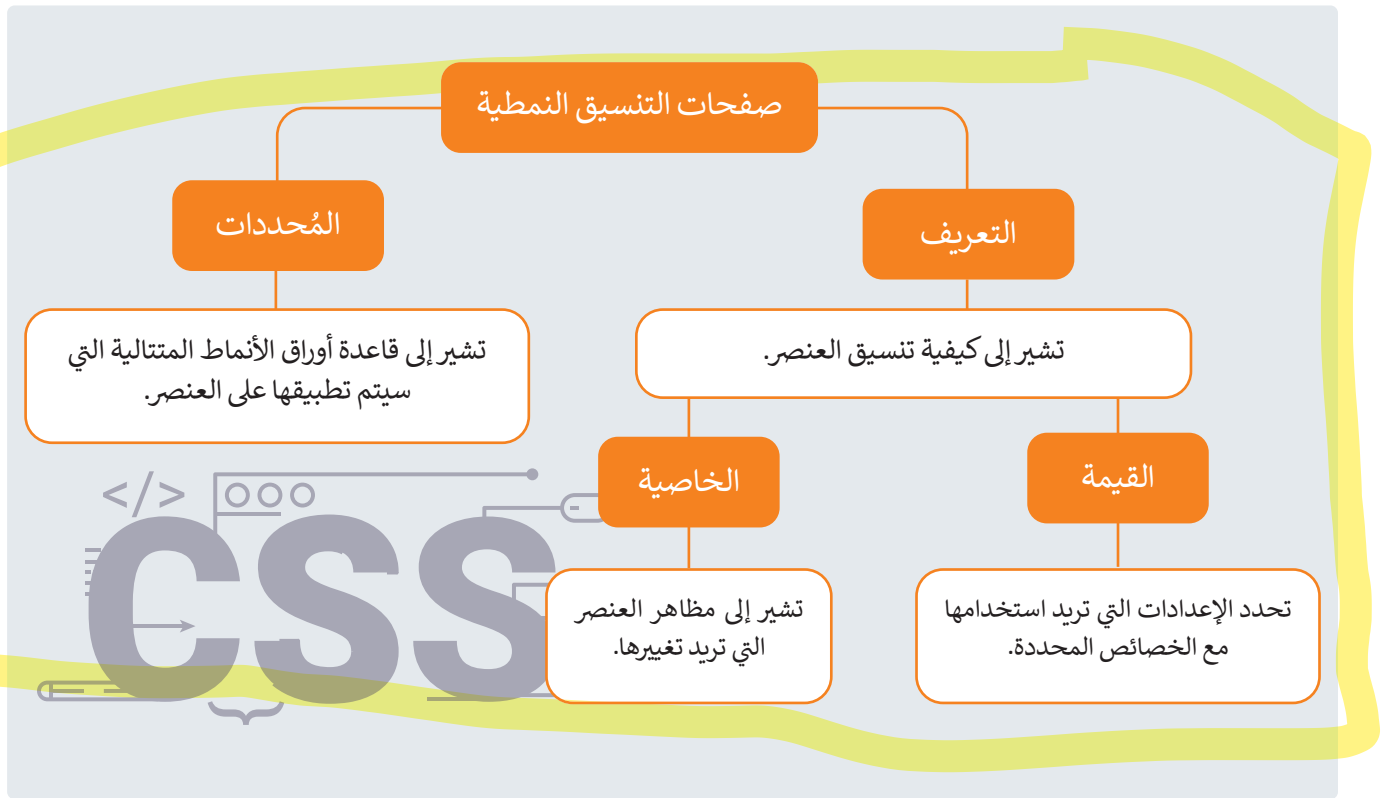 صفحات التنسيق النمطية
التعريف
المُحددات
تشير إلى كيفية تنسيق العنصر.
تشير إلى قاعدة أوراق الأنماط المتتالية التي
سيتم تطبيقها على العنصر.
القيمة
الخاصية
تحدد الإعدادات التي تريد استخدامها
مع الخصائص المحددة.
تشير إلى مظاهر العنصر
التي تريد تغييرها.
</>
CSS